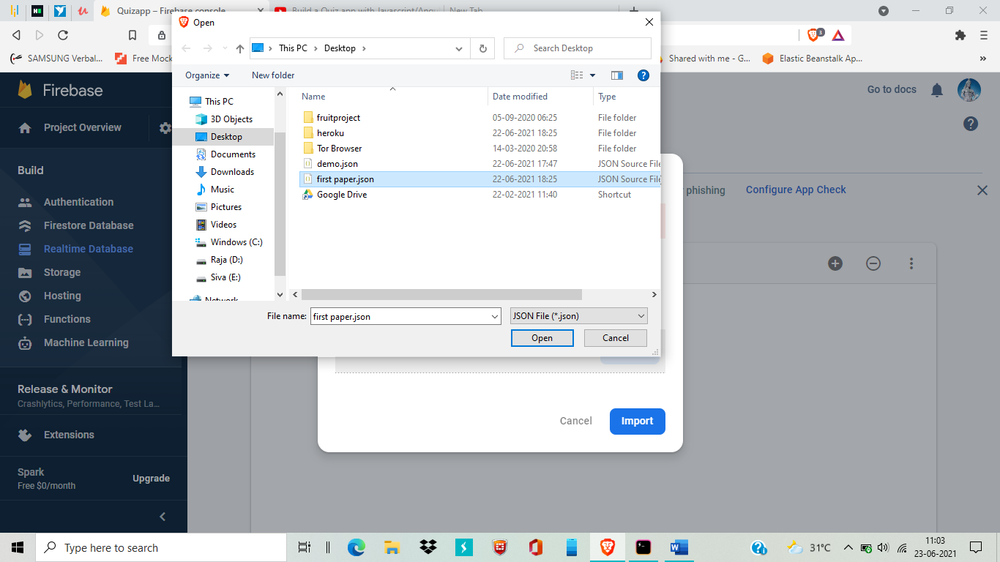 Quizapp – Firebase console
Build a Quiz app with Javascript/Angu
New Tab
Open
3
SAMSUNG Verbal...
Free Mock
Shared with me - G...
Elastic Beanstalk Ap...
This PC
Desktop
Search Desktop
Organize
New folder
Firebase
Go to docs
Project Overview
Build
Authentication
Firestore Database
Realtime Database
Storage
Hosting
Functions
Machine Learning
Release & Monitor
Crashlytics, Performance, Test La...
Extensions
Spark
Free $0/month
Upgrade
This PC
3D Objects
Desktop
Documents
Downloads
Music
Pictures
Videos
Windows (C:)
Raja (D:)
Siva (E:)
Network
Name Date modified Type
fruitproject 05-09-2020 06:25 File folder
heroku 22-06-2021 18:25 File folder
Tor Browser 14-03-2020 20:58 File folder
demo.json 22-06-2021 17:47 JSON Source File
first paper.json 22-06-2021 18:25 JSON Source File
Google Drive 22-02-2021 11:40 Shortcut
File name: first paper.json JSON File (*.json)
Open Cancel
phishing Configure App Check
Cancel Import
Type here to search
31°C
11:03
23-06-2021